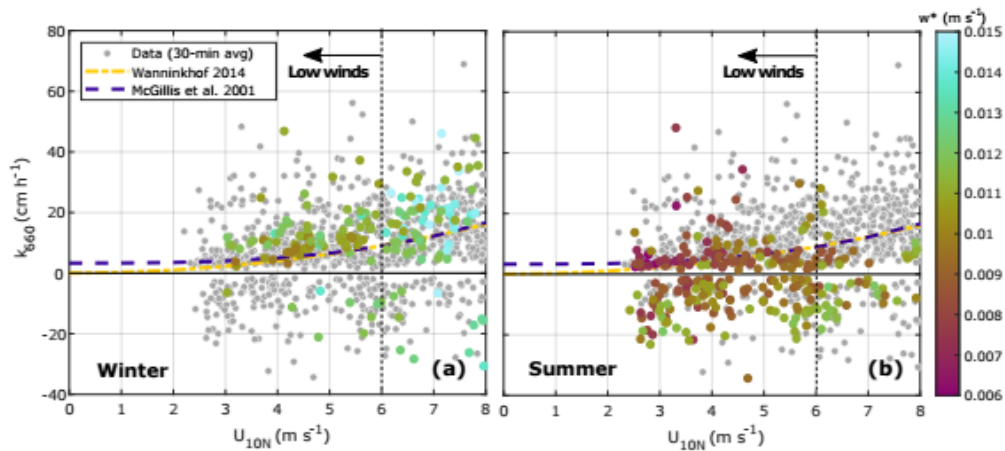 w* (m s⁻¹)
80
60
40
20
0
-20
-40
k₆₆₀ (cm h⁻¹)
Data (30-min avg)
Wanninkhof 2014
McGillis et al. 2001
Low winds
Winter
(a)
0 1 2 3 4 5 6 7 8
U₁₀ₙ (m s⁻¹)
Low winds
Summer
(b)
0 1 2 3 4 5 6 7 8
U₁₀ₙ (m s⁻¹)
0.015
0.014
0.013
0.012
0.011
0.01
0.009
0.008
0.007
0.006